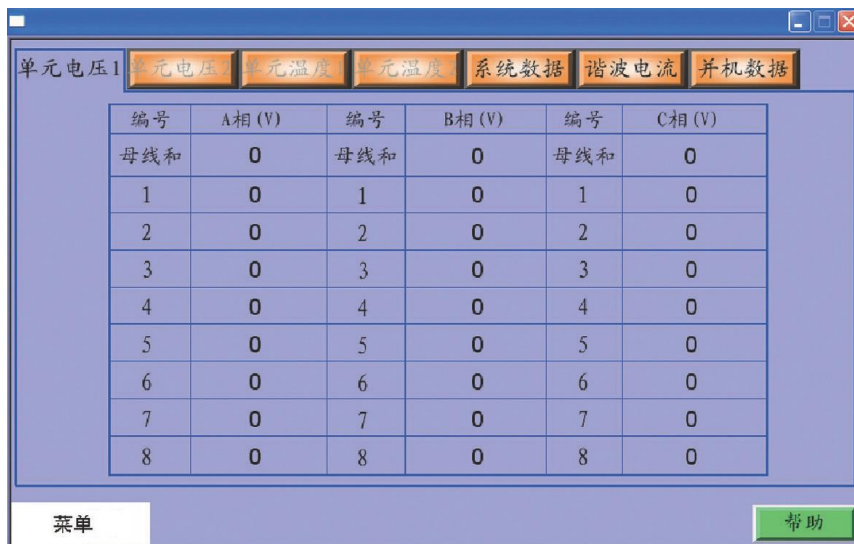 单元电压1 单元电压2 单元温度 单元温度 系统数据 谐波电流 并机数据
编号 A相(V) 编号 B相(V) 编号 C相(V)
母线和 0 母线和 0 母线和 0
1 0 1 0 1 0
2 0 2 0 2 0
3 0 3 0 3 0
4 0 4 0 4 0
5 0 5 0 5 0
6 0 6 0 6 0
7 0 7 0 7 0
8 0 8 0 8 0
菜单 帮助